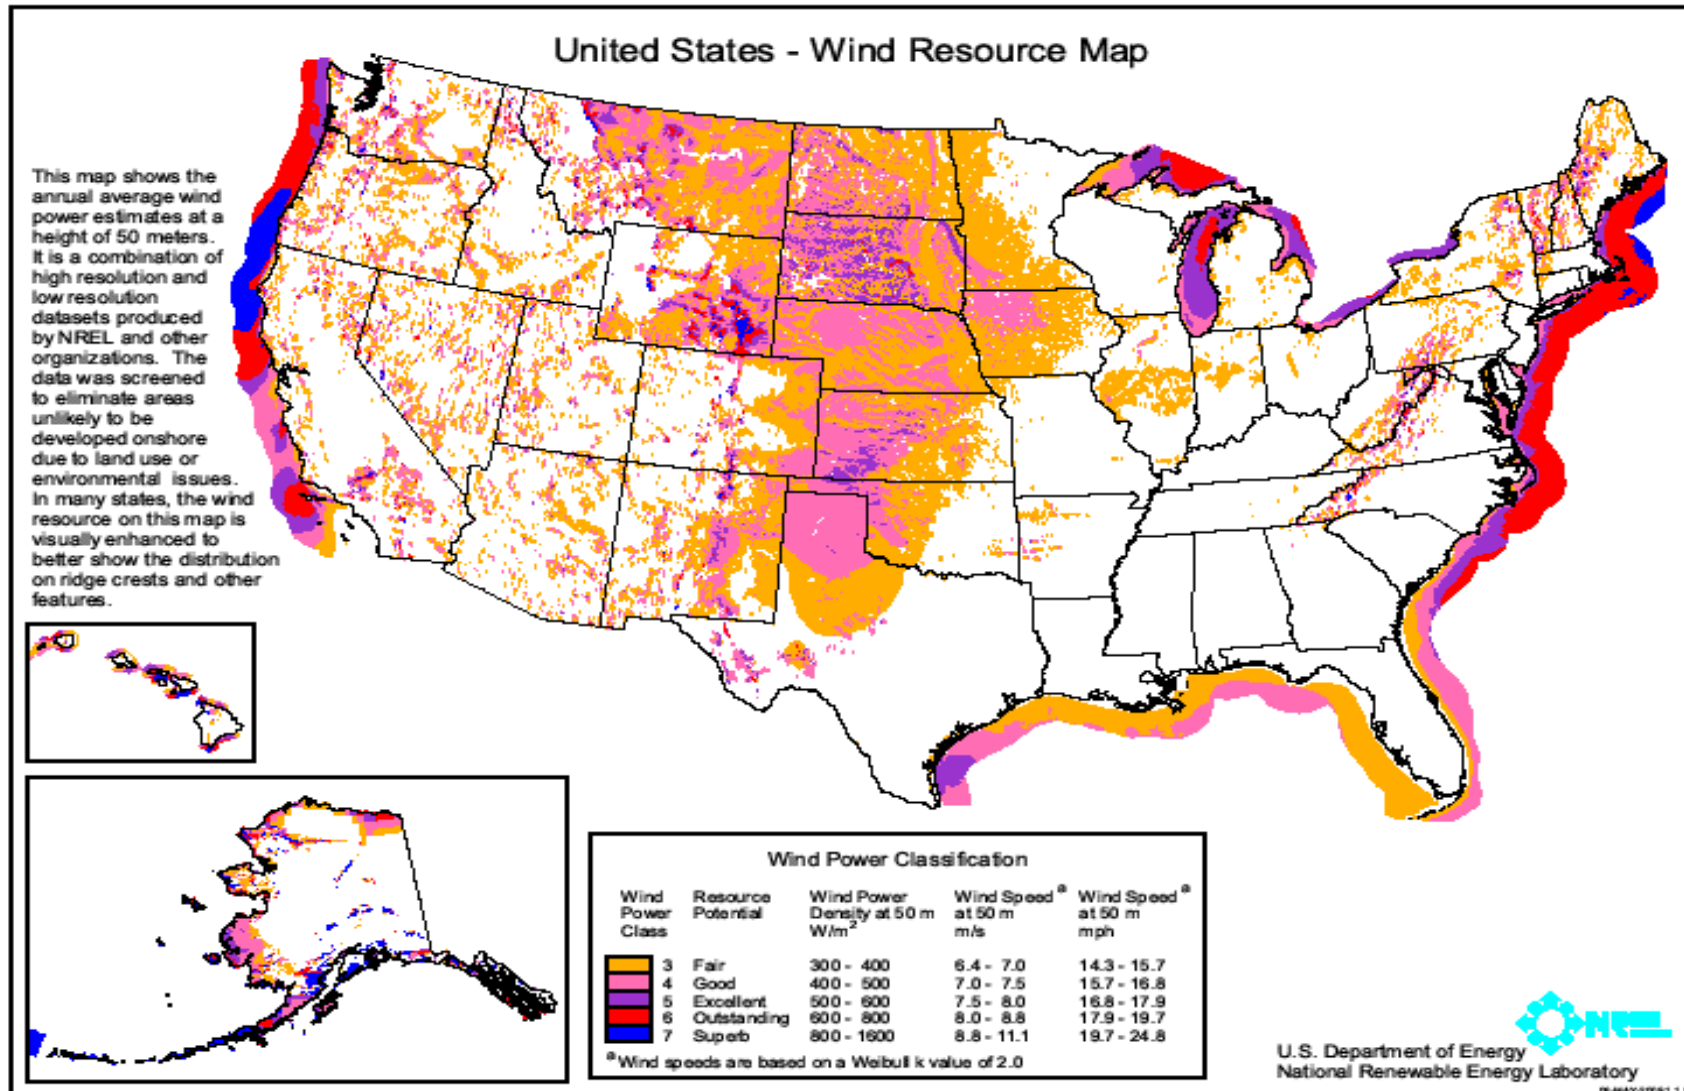 United States - Wind Resource Map
This map shows the
annual average wind
power estimates at a
height of 50 meters.
It is a combination of
high resolution and
low resolution
datasets produced
by NREL and other
organizations. The
data was screened
to eliminate areas
unlikely to be
developed onshore
due to land use or
environmental issues.
In many states, the wind
resource on this map is
visually enhanced to
better show the distribution
on ridge crests and other
features.
Wind Power Classification
Wind Resource Wind Power Wind Speed a Wind Speed a
Power Potential Density at 50 m at 50 m at 50 m
Class W/m² m/s mph
3 Fair 300 - 400 6.4 - 7.0 14.3 - 15.7
4 Good 400 - 500 7.0 - 7.5 15.7 - 16.8
5 Excellent 500 - 600 7.5 - 8.0 16.8 - 17.9
6 Outstanding 600 - 800 8.0 - 8.8 17.9 - 19.7
7 Superb 800 - 1600 8.8 - 11.1 19.7 - 24.8
a Wind speeds are based on a Weibull k value of 2.0
NREL
U.S. Department of Energy
National Renewable Energy Laboratory